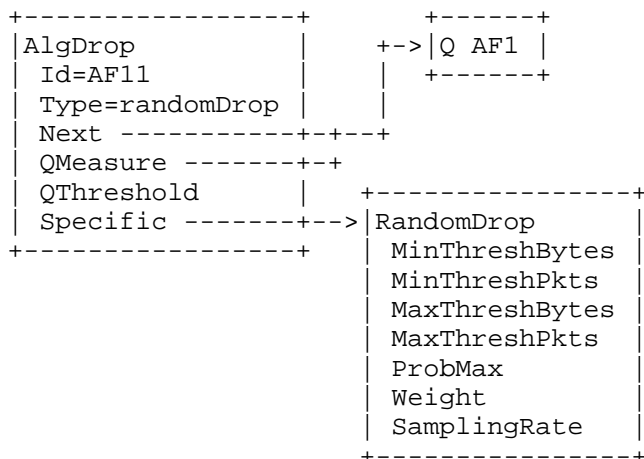 +-----------------+      +------+
|AlgDrop          |   +->|Q AF1 |
| Id=AF11         |   |  +------+
| Type=randomDrop |   |
| Next -----------+-+--+
| QMeasure -------+-+
| QThreshold      |  +----------------+
| Specific -------+-->|RandomDrop      |
+-----------------+   | MinThreshBytes |
                      | MinThreshPkts  |
                      | MaxThreshBytes |
                      | MaxThreshPkts  |
                      | ProbMax        |
                      | Weight         |
                      | SamplingRate   |
                      +----------------+